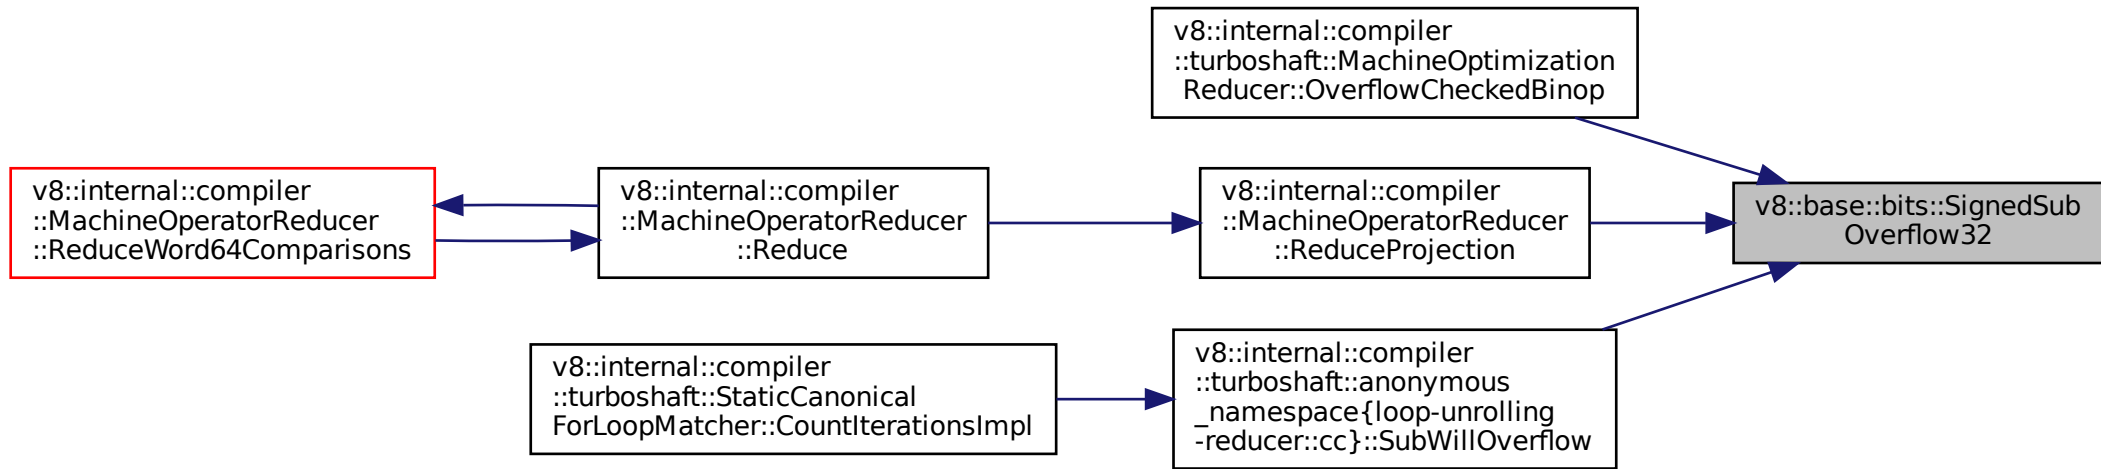 v8::internal::compiler
::turboshaft::MachineOptimization
Reducer::OverflowCheckedBinop
v8::internal::compiler
::MachineOperatorReducer
::ReduceWord64Comparisons
v8::internal::compiler
::MachineOperatorReducer
::Reduce
v8::internal::compiler
::MachineOperatorReducer
::ReduceProjection
v8::base::bits::SignedSub
Overflow32
v8::internal::compiler
::turboshaft::StaticCanonical
ForLoopMatcher::CountIterationsImpl
v8::internal::compiler
::turboshaft::anonymous
_namespace{loop-unrolling
-reducer::cc}::SubWillOverflow